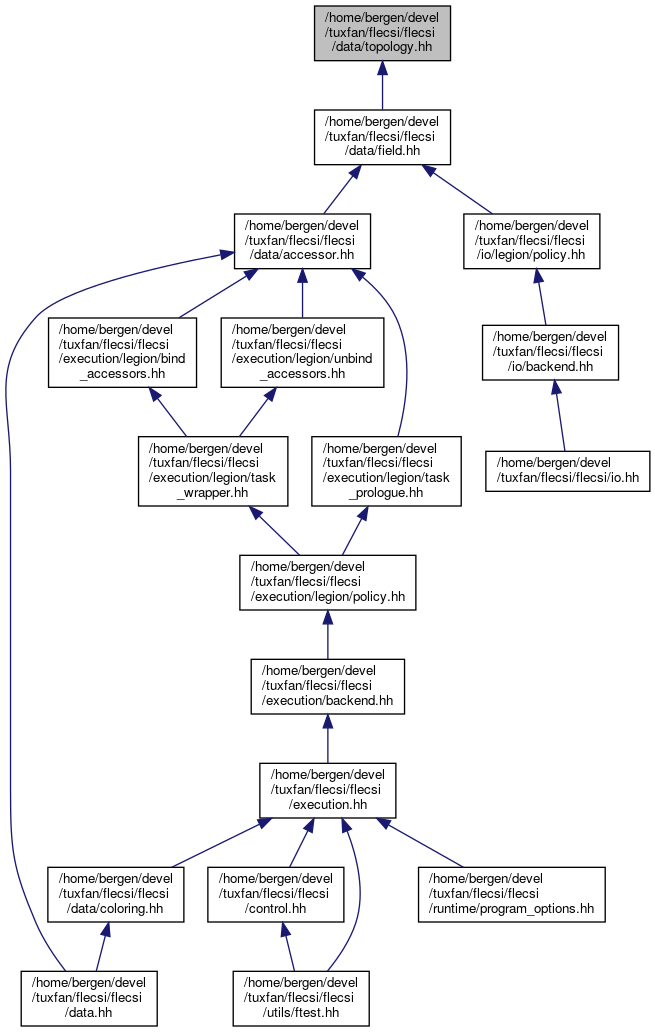 /home/bergen/devel
/tuxfan/flecsi/flecsi
/data/topology.hh
/home/bergen/devel
/tuxfan/flecsi/flecsi
/data/field.hh
/home/bergen/devel
/tuxfan/flecsi/flecsi
/data/accessor.hh
/home/bergen/devel
/tuxfan/flecsi/flecsi
/io/legion/policy.hh
/home/bergen/devel
/tuxfan/flecsi/flecsi
/execution/legion/bind
_accessors.hh
/home/bergen/devel
/tuxfan/flecsi/flecsi
/execution/legion/unbind
_accessors.hh
/home/bergen/devel
/tuxfan/flecsi/flecsi
/io/backend.hh
/home/bergen/devel
/tuxfan/flecsi/flecsi
/execution/legion/task
_wrapper.hh
/home/bergen/devel
/tuxfan/flecsi/flecsi
/execution/legion/task
_prologue.hh
/home/bergen/devel
/tuxfan/flecsi/flecsi/io.hh
/home/bergen/devel
/tuxfan/flecsi/flecsi
/execution/legion/policy.hh
/home/bergen/devel
/tuxfan/flecsi/flecsi
/execution/backend.hh
/home/bergen/devel
/tuxfan/flecsi/flecsi
/execution.hh
/home/bergen/devel
/tuxfan/flecsi/flecsi
/data/coloring.hh
/home/bergen/devel
/tuxfan/flecsi/flecsi
/control.hh
/home/bergen/devel
/tuxfan/flecsi/flecsi
/runtime/program_options.hh
/home/bergen/devel
/tuxfan/flecsi/flecsi
/data.hh
/home/bergen/devel
/tuxfan/flecsi/flecsi
/utils/ftest.hh